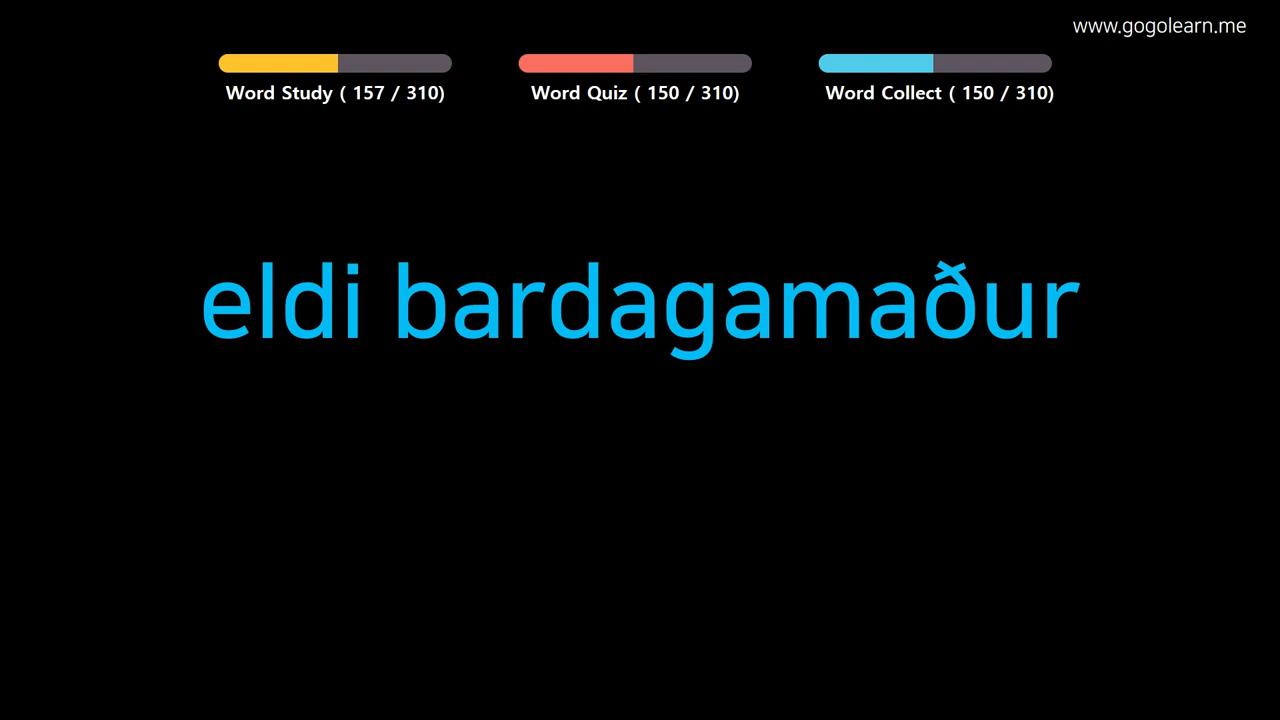 www.gogolearn.me
Word Study ( 157 / 310)
Word Quiz ( 150 / 310)
Word Collect ( 150 / 310)
eldi bardagamaður